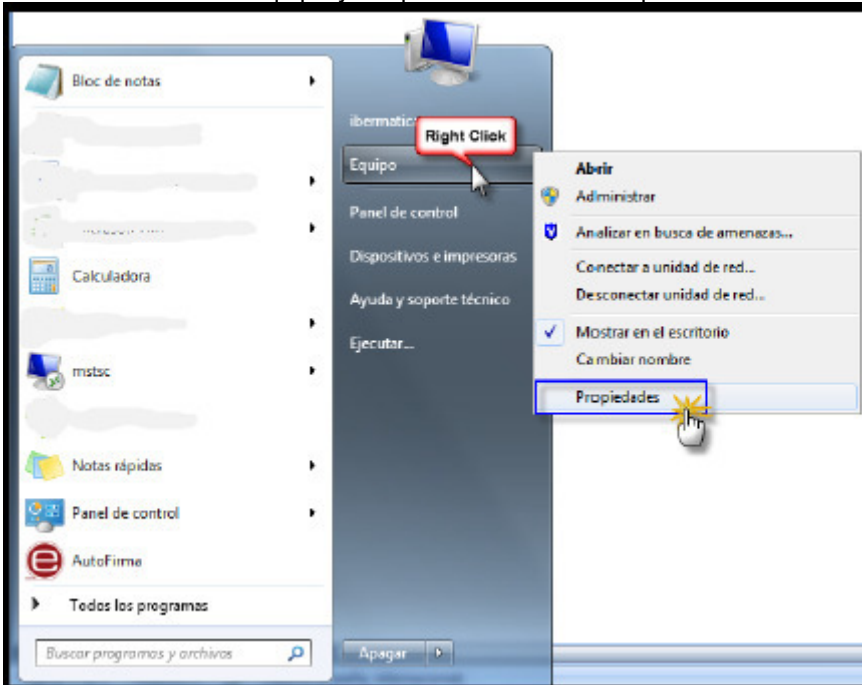 Bloc de notas
Calculadora
mstsc
Notas rápidas
Panel de control
AutoFirma
Todos los programas
Buscar programas y archivos
ibermatic
Right Click
Equipo
Panel de control
Dispositivos e impresoras
Ayuda y soporte técnico
Ejecutar...
Apagar
Abrir
Administrar
Analizar en busca de amenazas...
Conectar a unidad de red...
Desconectar unidad de red...
Mostrar en el escritorio
Cambiar nombre
Propiedades